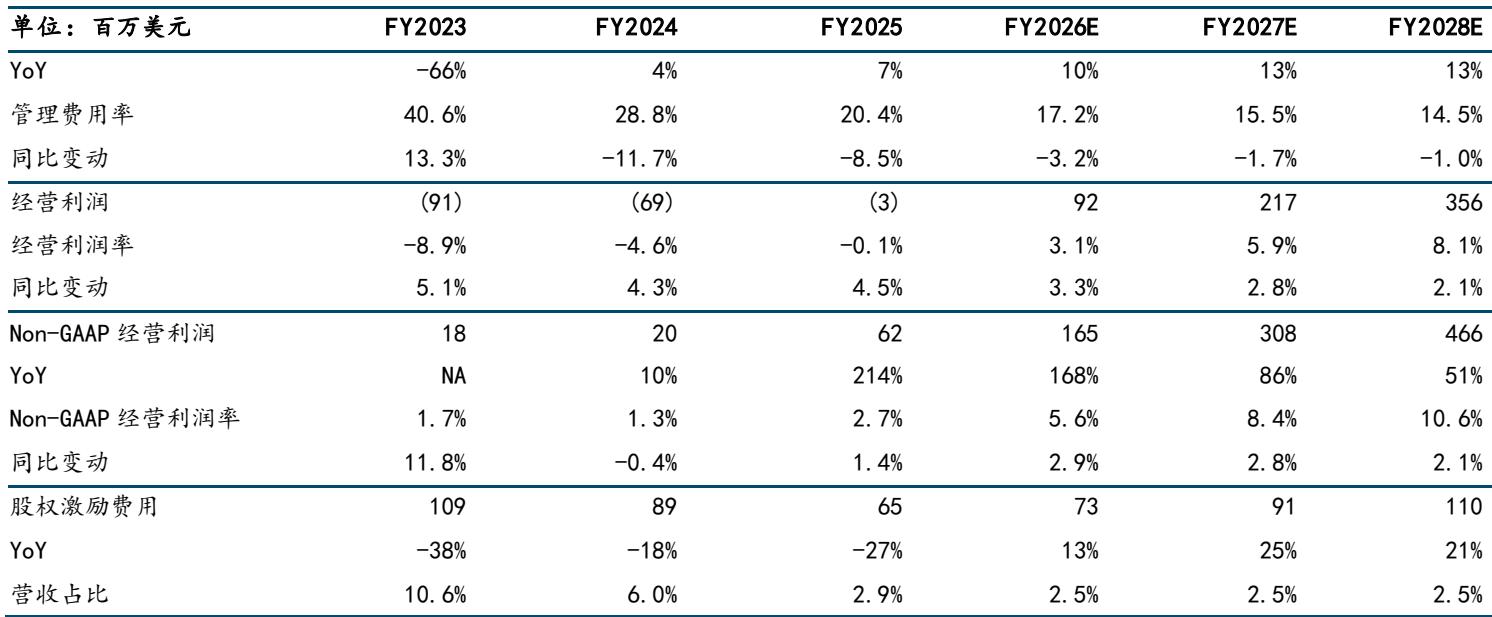 单位：百万美元 FY2023 FY2024 FY2025 FY2026E FY2027E FY2028E
YoY -66% 4% 7% 10% 13% 13%
管理费用率 40.6% 28.8% 20.4% 17.2% 15.5% 14.5%
同比变动 13.3% -11.7% -8.5% -3.2% -1.7% -1.0%
经营利润 (91) (69) (3) 92 217 356
经营利润率 -8.9% -4.6% -0.1% 3.1% 5.9% 8.1%
同比变动 5.1% 4.3% 4.5% 3.3% 2.8% 2.1%
Non-GAAP 经营利润 18 20 62 165 308 466
YoY NA 10% 214% 168% 86% 51%
Non-GAAP 经营利润率 1.7% 1.3% 2.7% 5.6% 8.4% 10.6%
同比变动 11.8% -0.4% 1.4% 2.9% 2.8% 2.1%
股权激励费用 109 89 65 73 91 110
YoY -38% -18% -27% 13% 25% 21%
营收占比 10.6% 6.0% 2.9% 2.5% 2.5% 2.5%